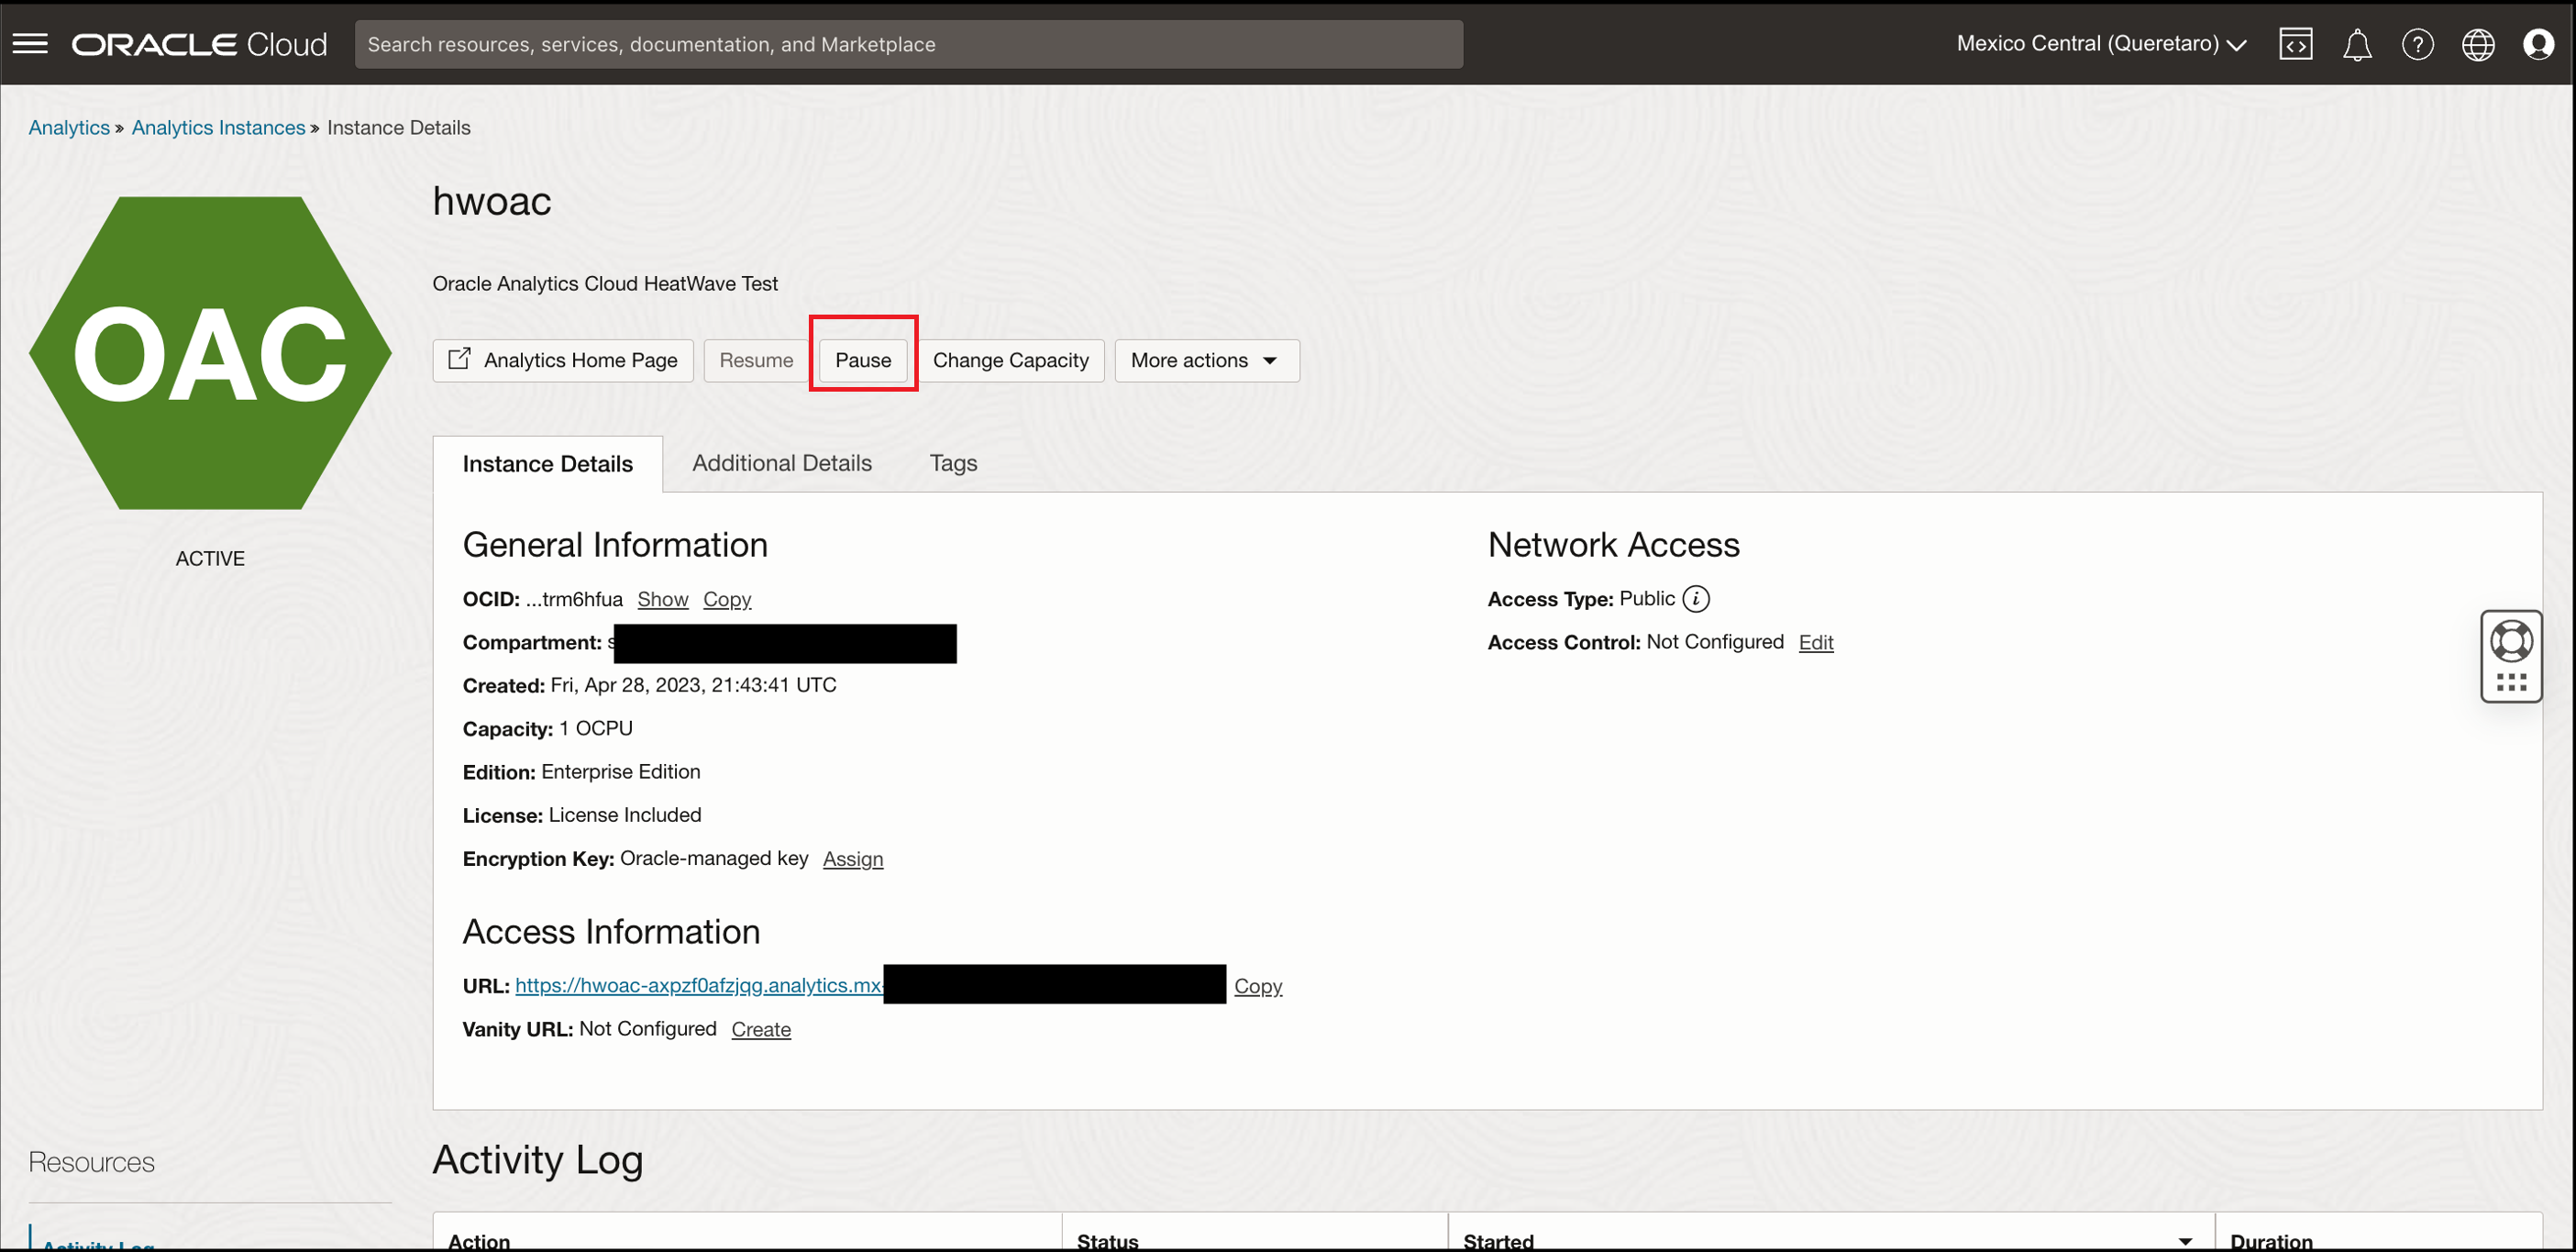 ORACLE Cloud
Search resources, services, documentation, and Marketplace
Mexico Central (Queretaro)
Analytics » Analytics Instances » Instance Details
OAC
ACTIVE
hwoac
Oracle Analytics Cloud HeatWave Test
Analytics Home Page
Resume
Pause
Change Capacity
More actions
Instance Details
Additional Details
Tags
General Information
OCID: ...trm6hfua Show Copy
Compartment: s
Created: Fri, Apr 28, 2023, 21:43:41 UTC
Capacity: 1 OCPU
Edition: Enterprise Edition
License: License Included
Encryption Key: Oracle-managed key Assign
Access Information
URL: https://hwoac-axpzf0afzjqg.analytics.mx- Copy
Vanity URL: Not Configured Create
Network Access
Access Type: Public i
Access Control: Not Configured Edit
Resources
Activity Log
Activity Log
Action
Status
Started
Duration